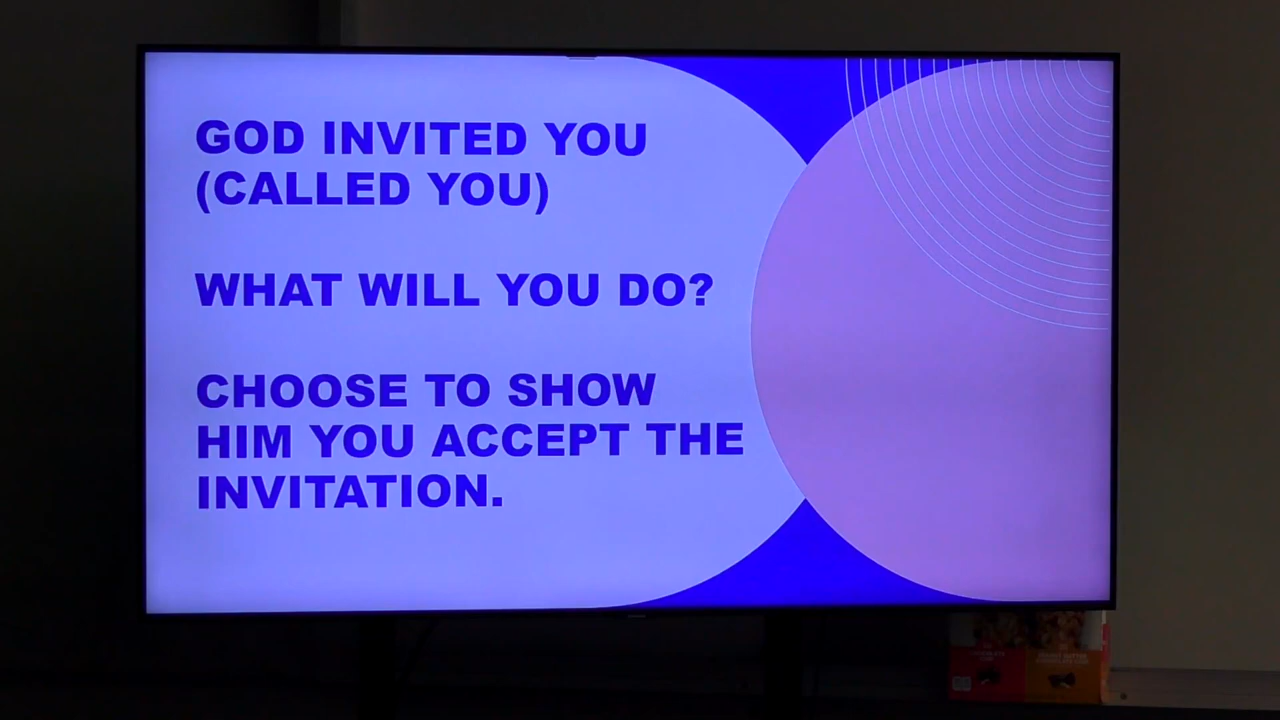 GOD INVITED YOU
(CALLED YOU)
WHAT WILL YOU DO?
CHOOSE TO SHOW
HIM YOU ACCEPT THE
INVITATION.